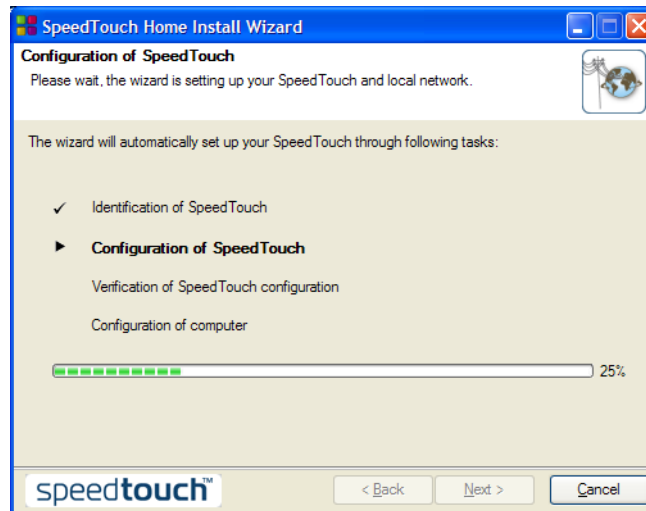 SpeedTouch Home Install Wizard
Configuration of SpeedTouch
Please wait, the wizard is setting up your SpeedTouch and local network.
The wizard will automatically set up your SpeedTouch through following tasks:
✓ Identification of SpeedTouch
► Configuration of SpeedTouch
Verification of SpeedTouch configuration
Configuration of computer
25%
speedtouch™
< Back Next > Cancel